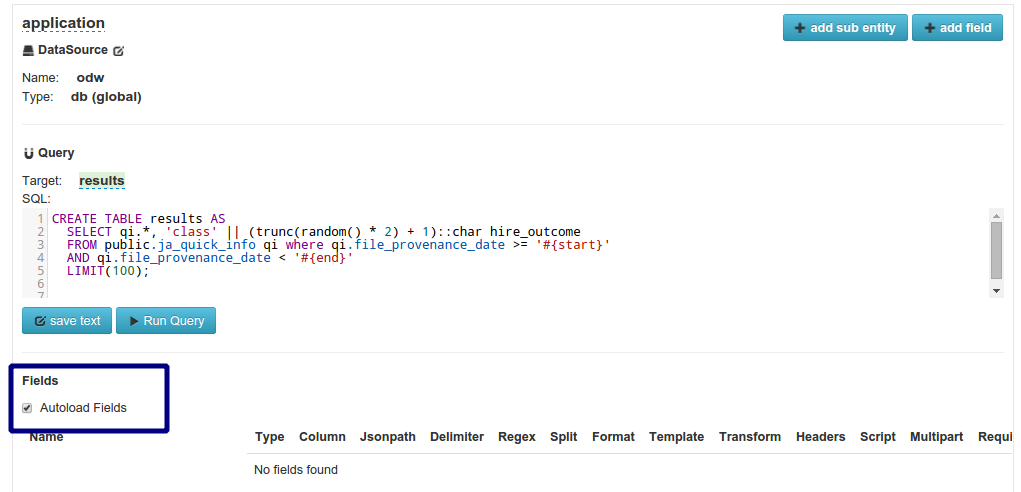 application
+ add sub entity
+ add field
DataSource
Name: odw
Type: db (global)
Query
Target: results
SQL:
1 CREATE TABLE results AS
2 SELECT qi.*, 'class' || (trunc(random() * 2) + 1)::char hire_outcome
3 FROM public.ja_quick_info qi where qi.file_provenance_date >= '#{start}'
4 AND qi.file_provenance_date < '#{end}'
5 LIMIT(100);
6
7
save text
Run Query
Fields
Autoload Fields
Name Type Column Jsonpath Delimiter Regex Split Format Template Transform Headers Script Multipart Requi
No fields found